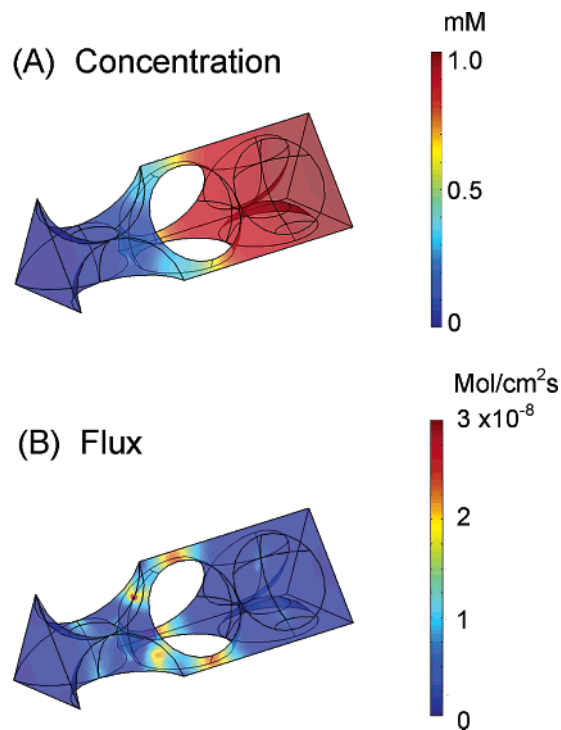 mM
(A) Concentration
1.0
0.5
0
Mol/cm²s
3 x10⁻⁸
(B) Flux
2
1
0